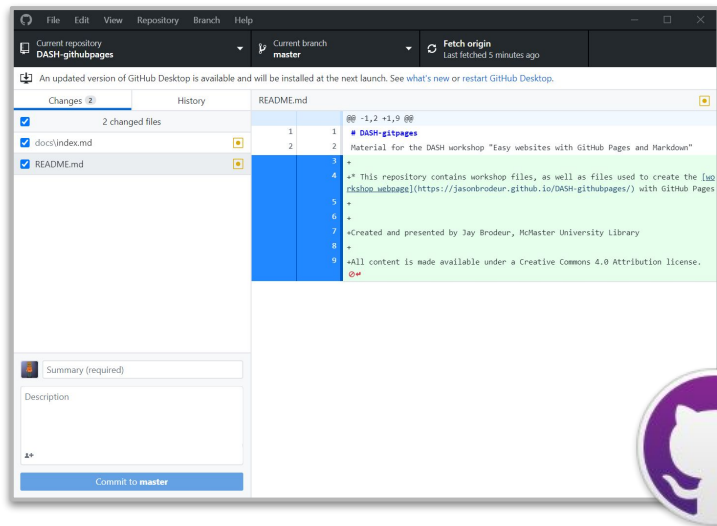 File Edit View Repository Branch Help
Current repository
DASH-githubpages
Current branch
master
Fetch origin
Last fetched 5 minutes ago
An updated version of GitHub Desktop is available and will be installed at the next launch. See what's new or restart GitHub Desktop.
Changes 2 History
README.md
2 changed files
docs\index.md
README.md
@@ -1,2 +1,9 @@
1 1 # DASH-gitpages
2 2 Material for the DASH workshop "Easy websites with GitHub Pages and Markdown"
3 +
4 +* This repository contains workshop files, as well as files used to create the [wo
rkshop webpage](https://jasonbrodeur.github.io/DASH-githubpages/) with GitHub Pages
5 +
6 +
7 +Created and presented by Jay Brodeur, McMaster University Library
8 +
9 +All content is made available under a Creative Commons 4.0 Attribution license.
Summary (required)
Description
Commit to master